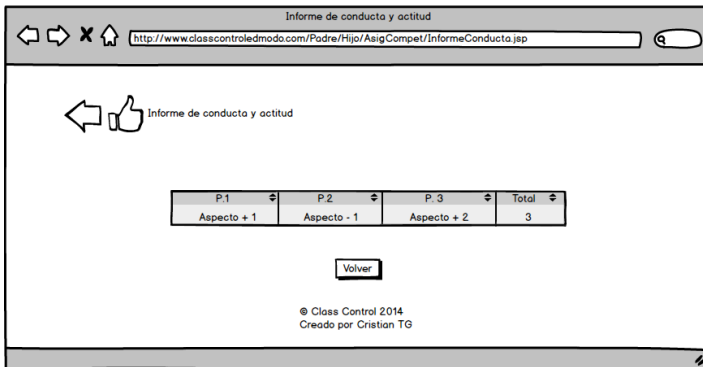 Informe de conducta y actitud
http://www.classcontroledmodo.com/Padre/Hijo/AsigCompet/InformeConducta.jsp
Informe de conducta y actitud
P.1 P.2 P. 3 Total
Aspecto + 1 Aspecto - 1 Aspecto + 2 3
Volver
© Class Control 2014
Creado por Cristian TG